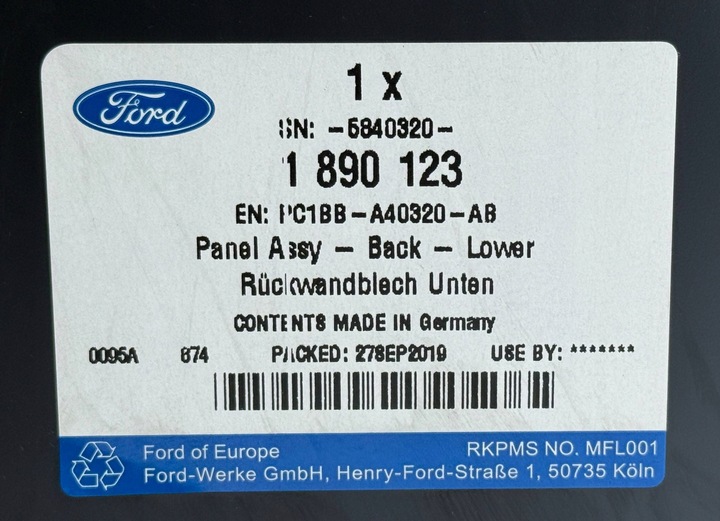 Ford
1 x
SN: -5840320-
1 890 123
EN: PC1BB-A40320-AB
Panel Assy - Back - Lower
Rückwandblech Unten
CONTENTS MADE IN Germany
0095A 674 PACKED: 27SEP2019 USE BY: *******
Ford of Europe RKPMS NO. MFL001
Ford-Werke GmbH, Henry-Ford-Straße 1, 50735 Köln